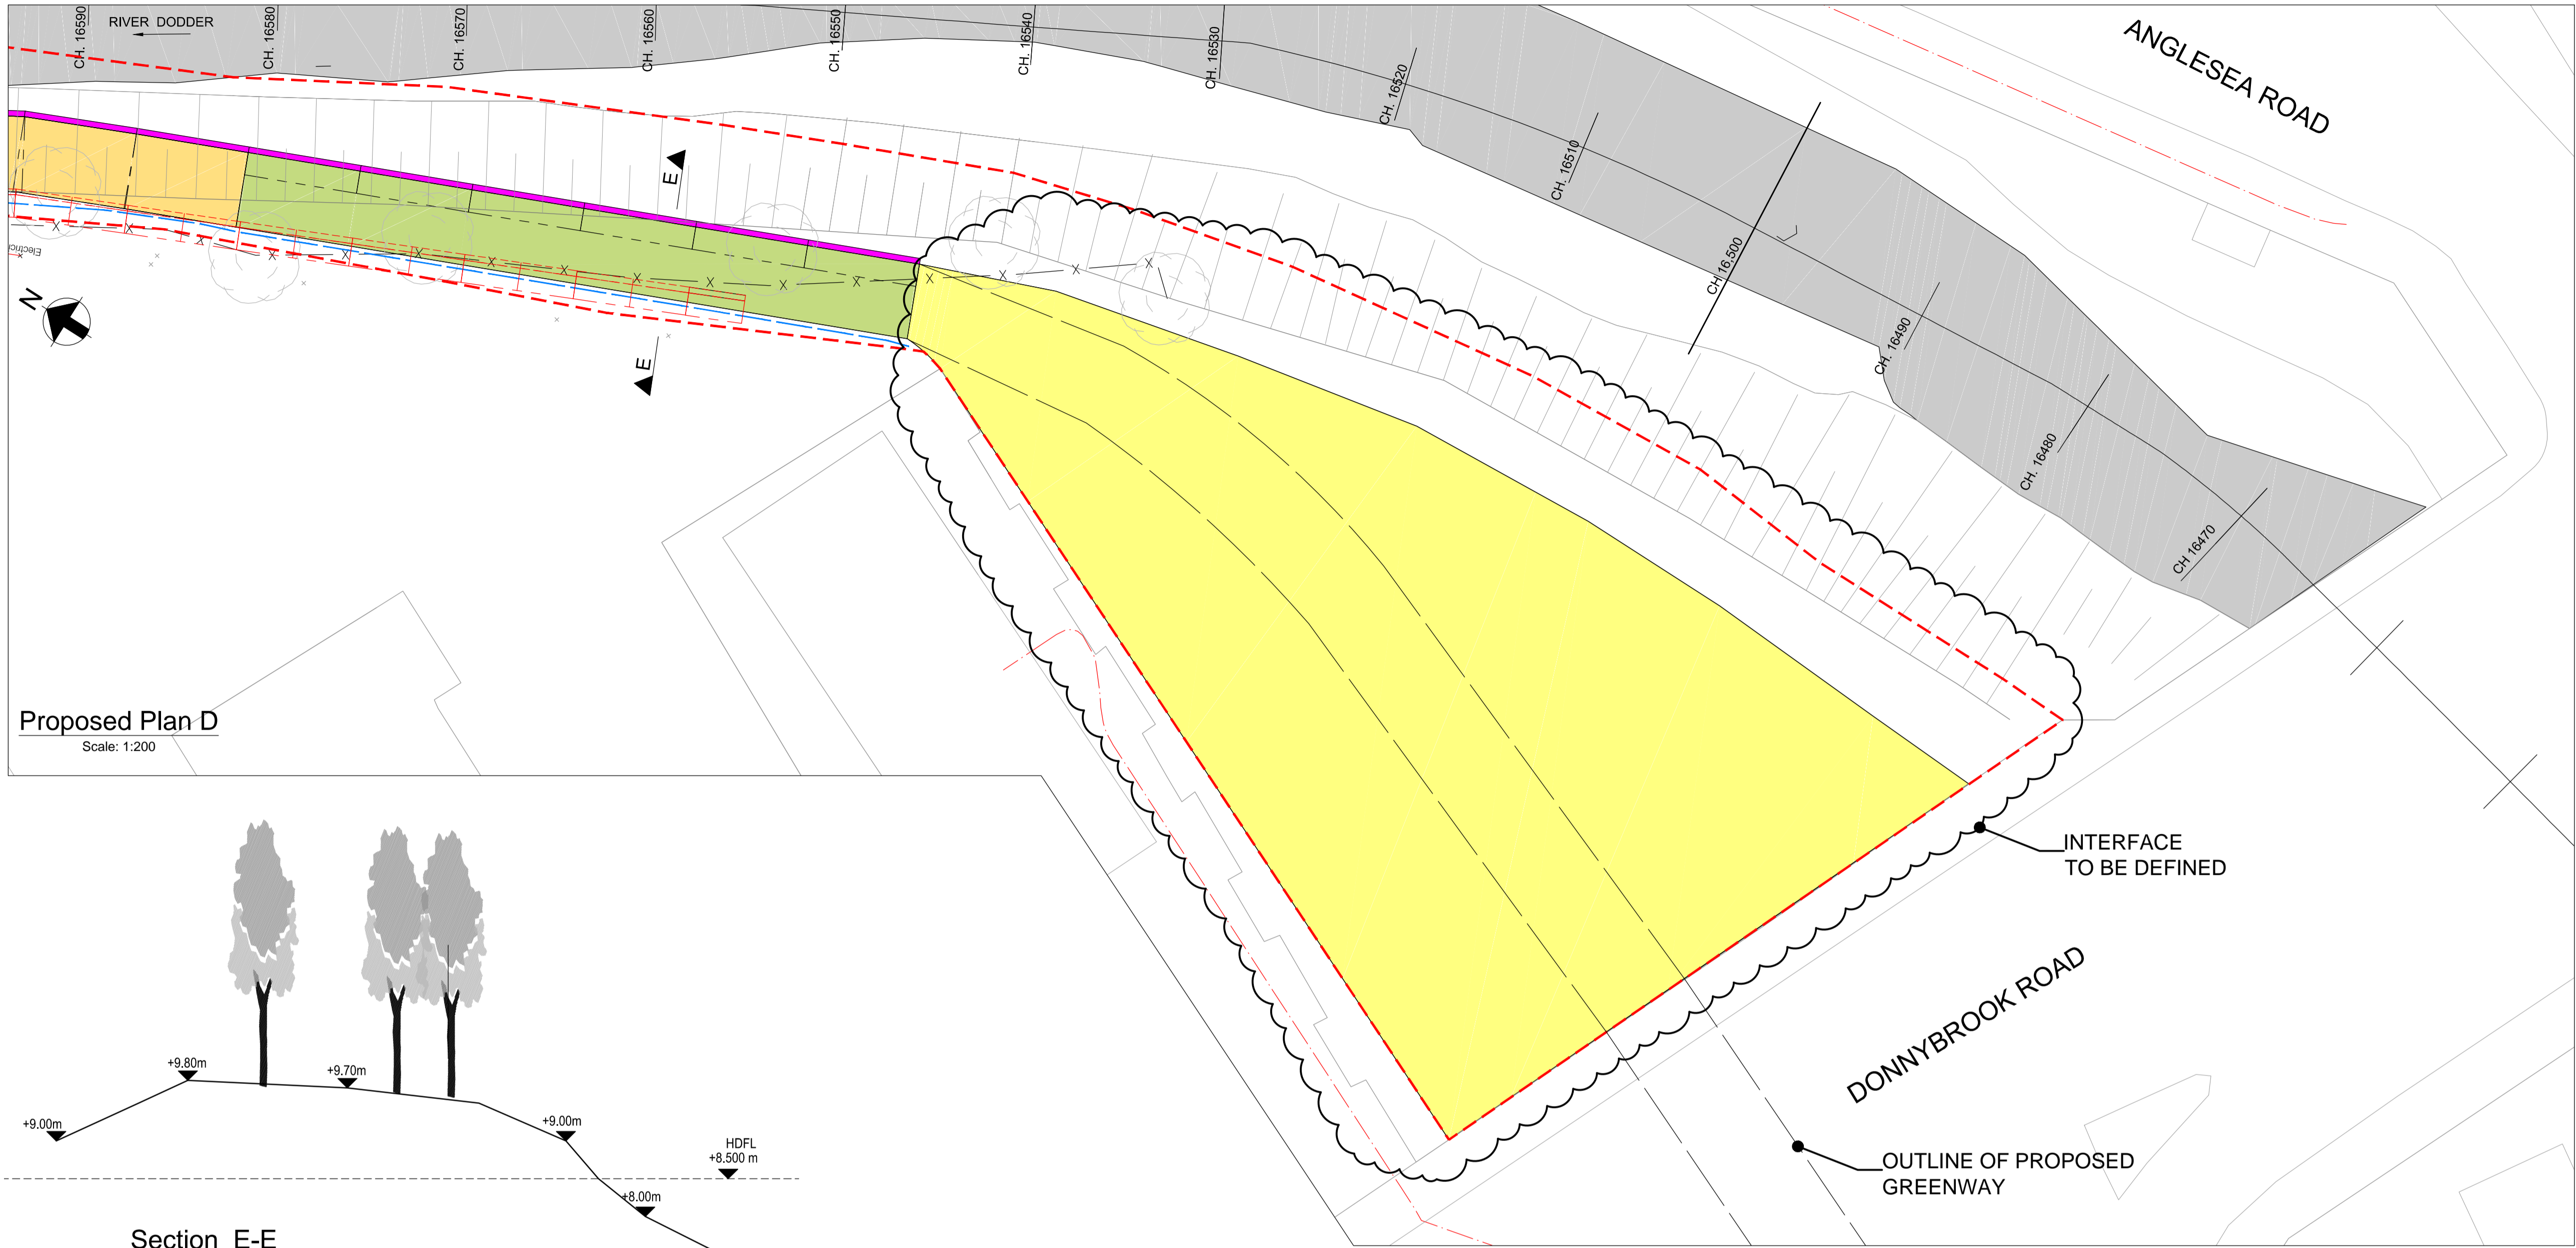 CH. 16590
RIVER DODDER
CH. 16580
CH. 16570
CH. 16560
CH. 16550
CH. 16540
CH. 16530
CH. 16520
CH. 16510
CH 16,500
CH. 16490
CH. 16480
CH 16470
ANGLESEA ROAD
E
E
N
Proposed Plan D
Scale: 1:200
INTERFACE
TO BE DEFINED
DONNYBROOK ROAD
OUTLINE OF PROPOSED
GREENWAY
+9.80m
+9.70m
+9.00m
+9.00m
HDFL
+8.500 m
+8.00m
Section E-E